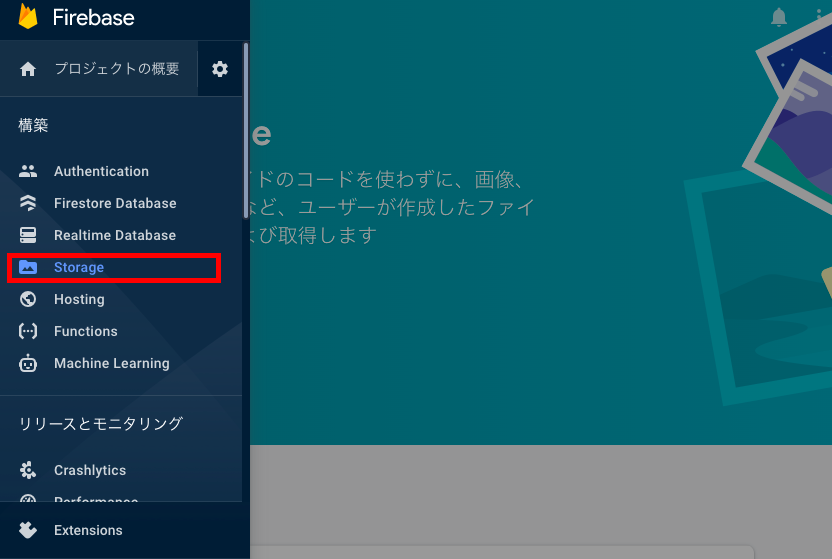 Firebase
プロジェクトの概要
構築
Authentication
Firestore Database
Realtime Database
Storage
Hosting
Functions
Machine Learning
リリースとモニタリング
Crashlytics
Performance
Extensions
e
ドのコードを使わずに、画像、
など、ユーザーが作成したファイ
よび取得します